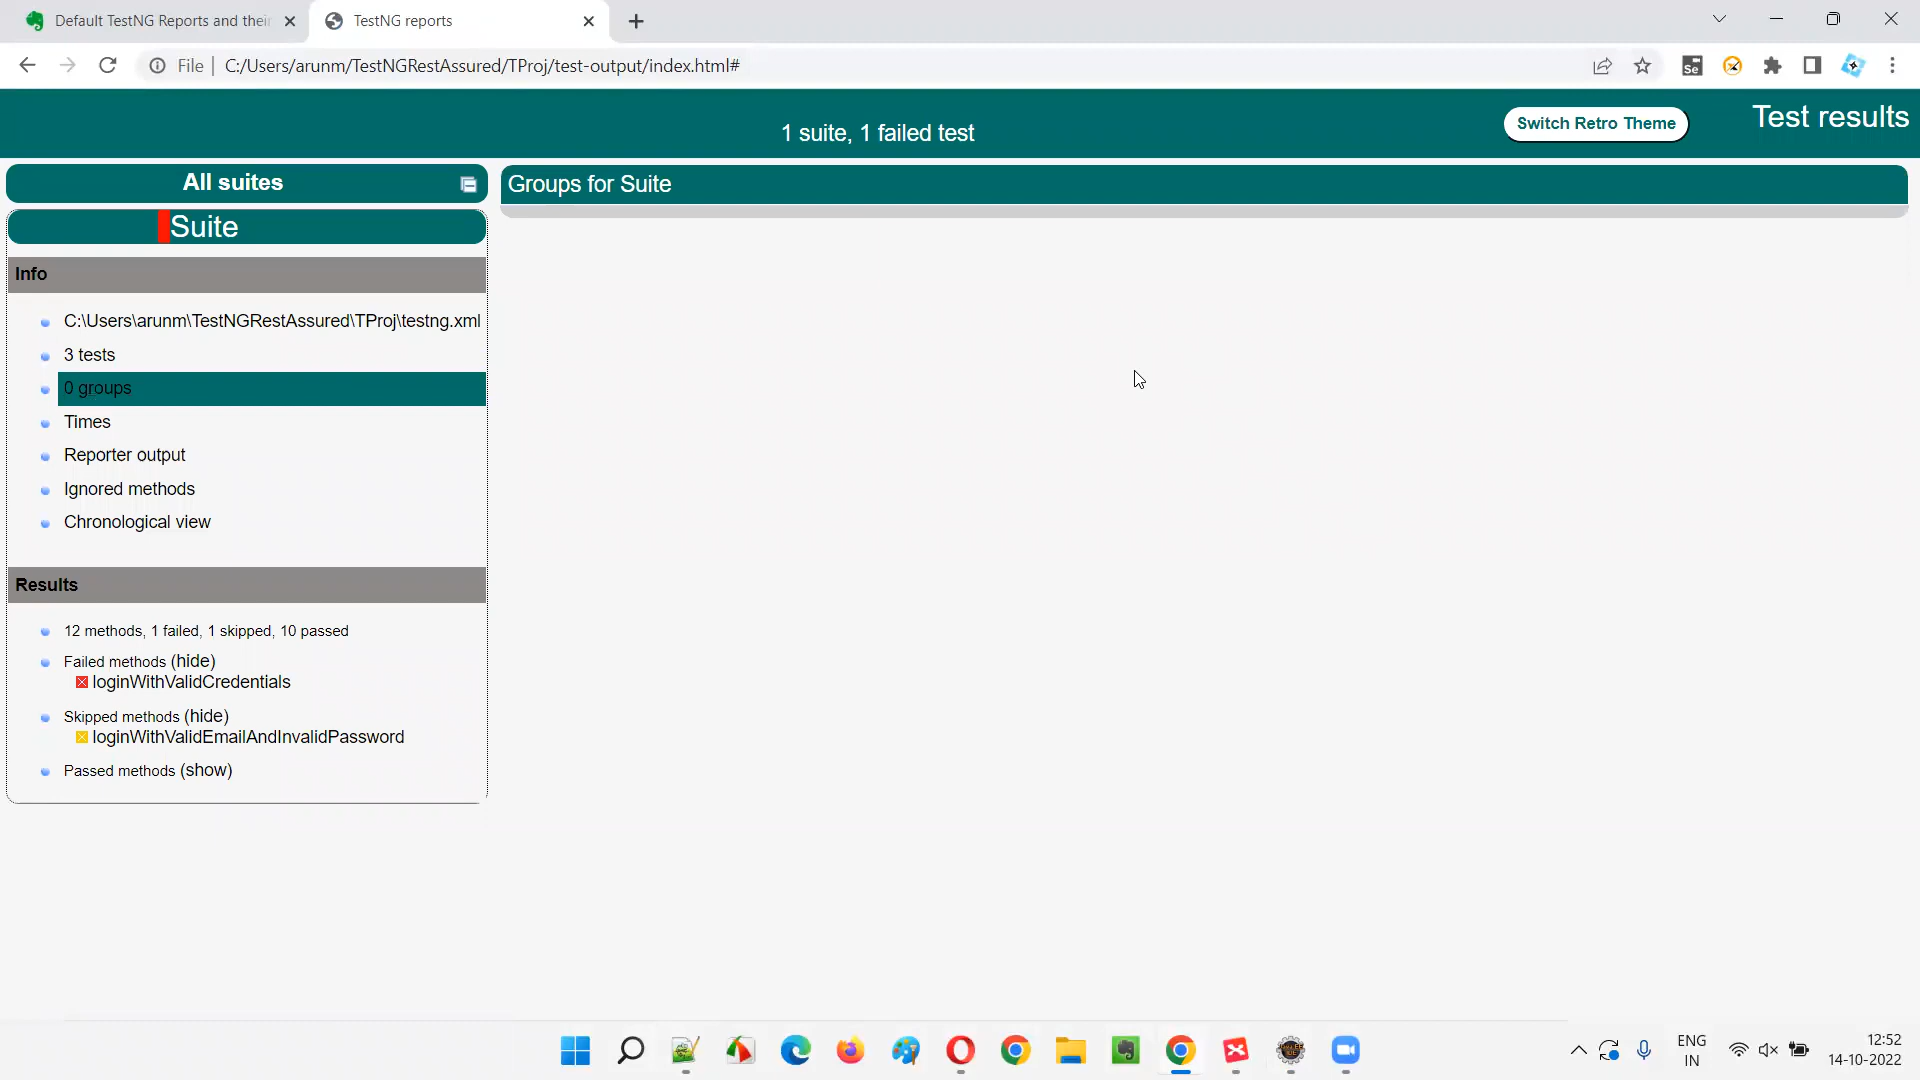 Default TestNG Reports and thei
TestNG reports
File | C:/Users/arunm/TestNGRestAssured/TProj/test-output/index.html#
Se
1 suite, 1 failed test
Switch Retro Theme
Test results
All suites
Groups for Suite
Suite
Info
C:\Users\arunm\TestNGRestAssured\TProj\testng.xml
3 tests
0 groups
Times
Reporter output
Ignored methods
Chronological view
Results
12 methods, 1 failed, 1 skipped, 10 passed
Failed methods (hide)
loginWithValidCredentials
Skipped methods (hide)
loginWithValidEmailAndInvalidPassword
Passed methods (show)
ENG
IN
12:52
14-10-2022